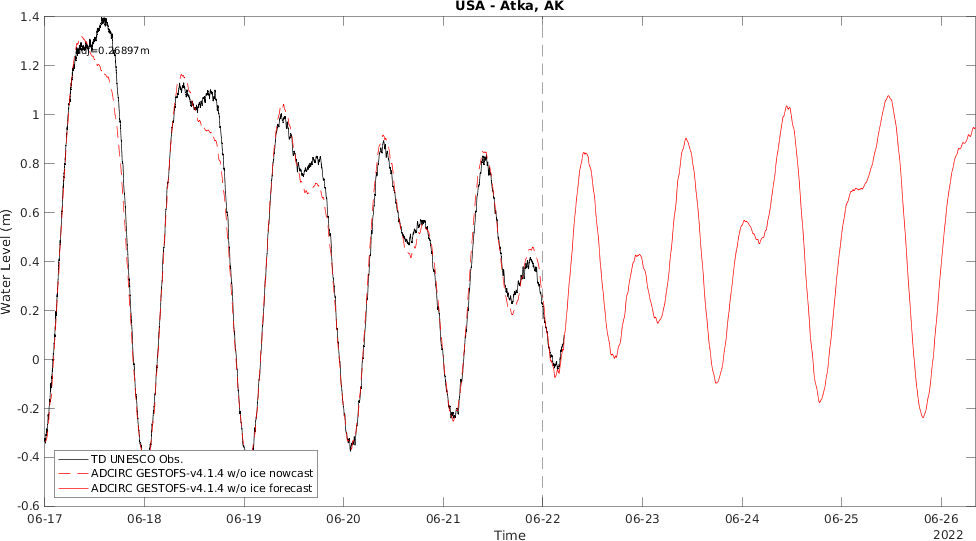 USA - Atka, AK
1.4
1.2
1
0.8
0.6
0.4
0.2
0
-0.2
-0.4
-0.6
Water Level (m)
=0.26897m
TD UNESCO Obs.
ADCIRC GESTOFS-v4.1.4 w/o ice nowcast
ADCIRC GESTOFS-v4.1.4 w/o ice forecast
06-17 06-18 06-19 06-20 06-21 06-22 06-23 06-24 06-25 06-26
Time
2022